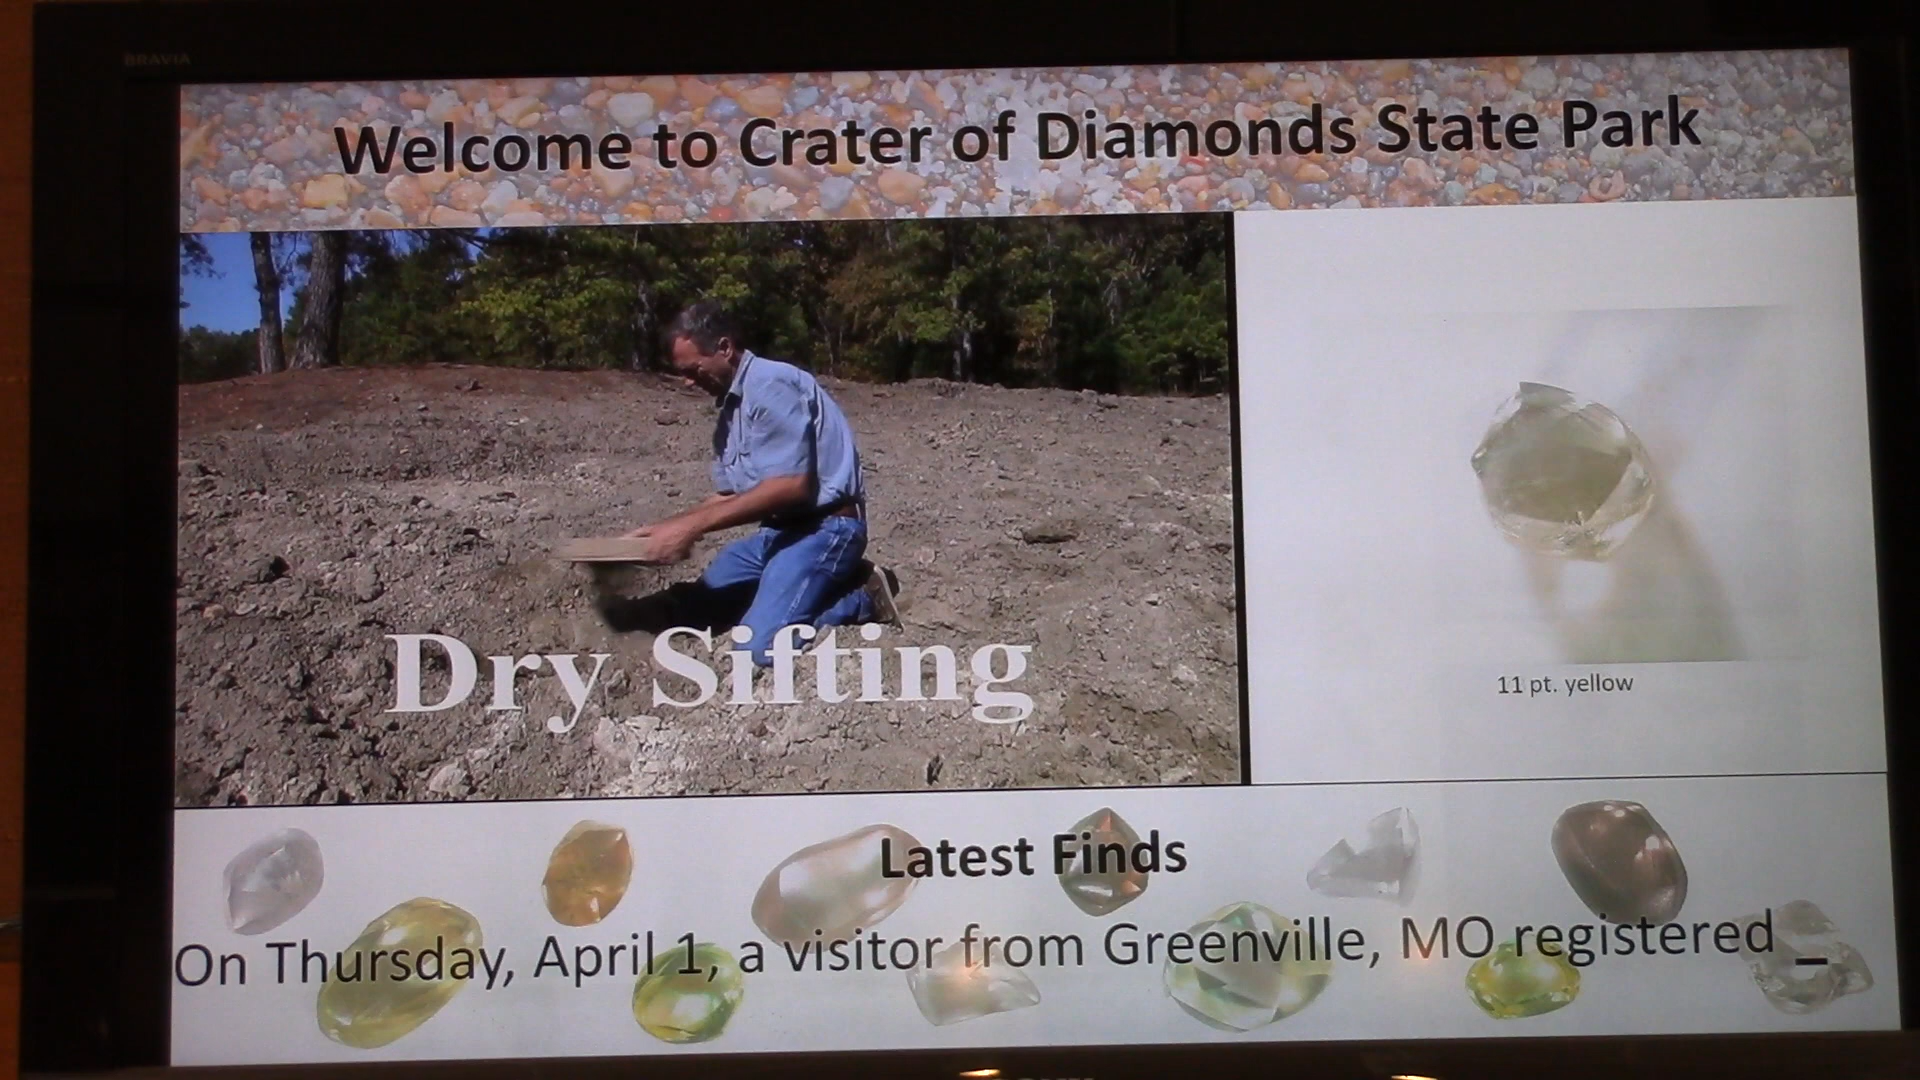 BRAVIA
Welcome to Crater of Diamonds State Park
Dry Sifting
11 pt. yellow
Latest Finds
On Thursday, April 1, a visitor from Greenville, MO registered _